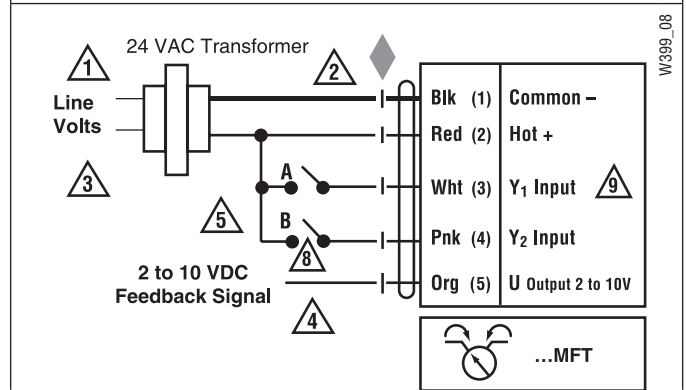 W399_08
24 VAC Transformer
1
2
Line
Volts
3
Blk (1) Common –
Red (2) Hot +
A
Wht (3) Y₁ Input
9
5
B
8
Pnk (4) Y₂ Input
2 to 10 VDC
Feedback Signal
4
Org (5) U Output 2 to 10V
...MFT